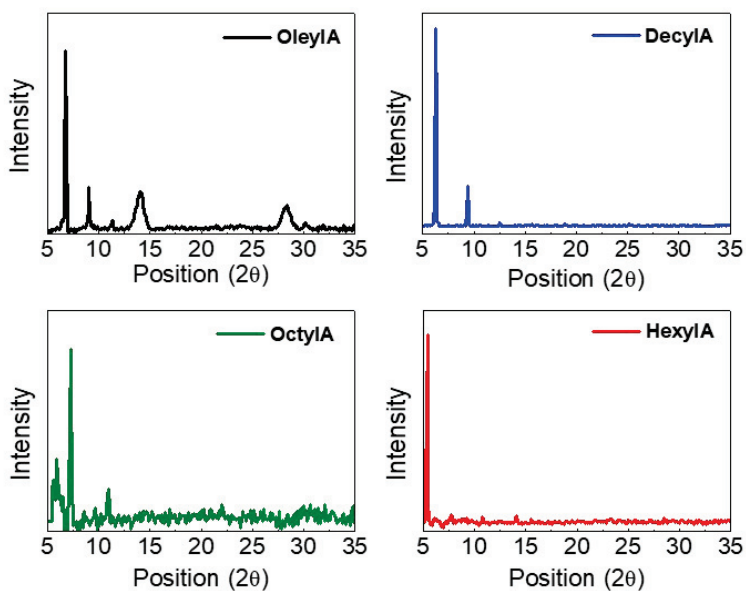 OleylA
Intensity
5 10 15 20 25 30 35
Position (2θ)
DecylA
Intensity
5 10 15 20 25 30 35
Position (2θ)
OctylA
Intensity
5 10 15 20 25 30 35
Position (2θ)
HexylA
Intensity
5 10 15 20 25 30 35
Position (2θ)